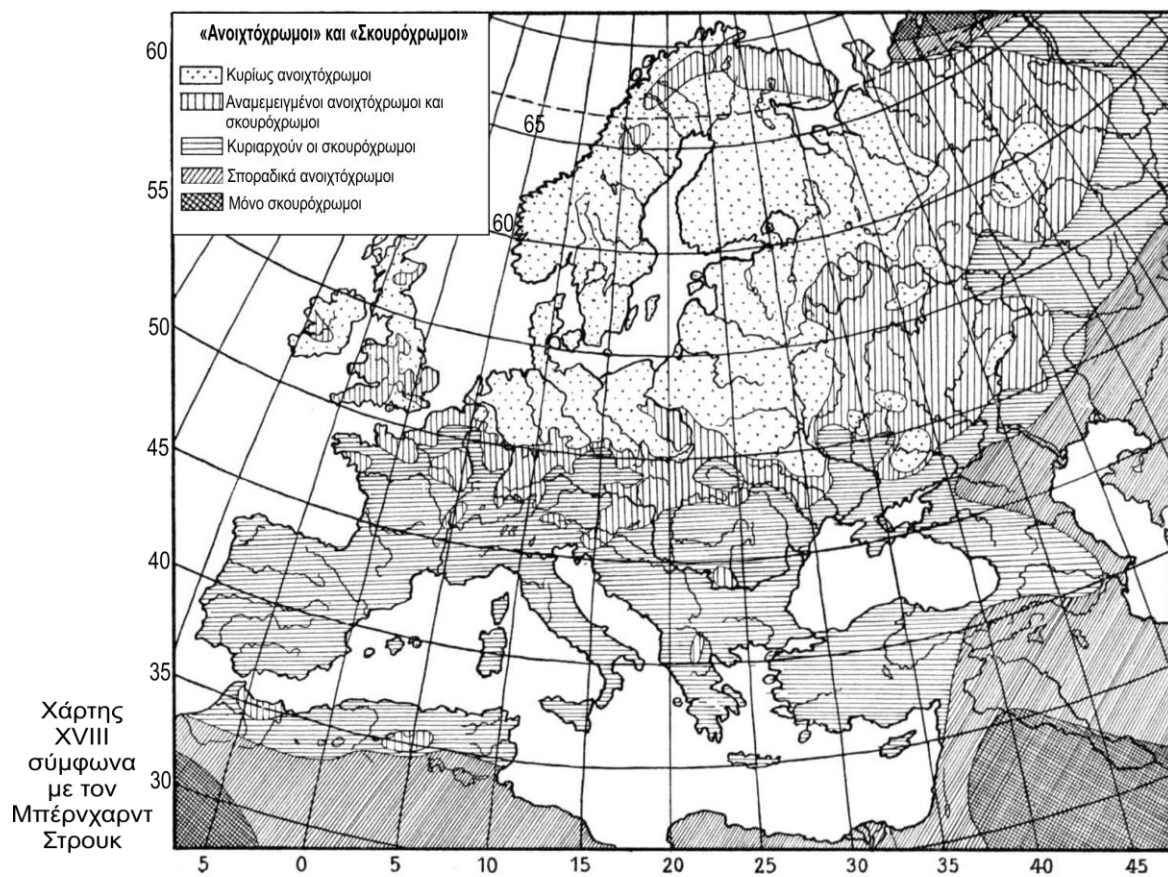 «Ανοιχτόχρωμοι» και «Σκουρόχρωμοι»
Κυρίως ανοιχτόχρωμοι
Αναμεμειγμένοι ανοιχτόχρωμοι και
σκουρόχρωμοι
Κυριαρχούν οι σκουρόχρωμοι
Σποραδικά ανοιχτόχρωμοι
Μόνο σκουρόχρωμοι
60
55
50
45
40
35
30
65
60
Χάρτης
XVIII
σύμφωνα
με τον
Μπέρνχαρντ
Στρουκ
5 0 5 10 15 20 25 30 35 40 45